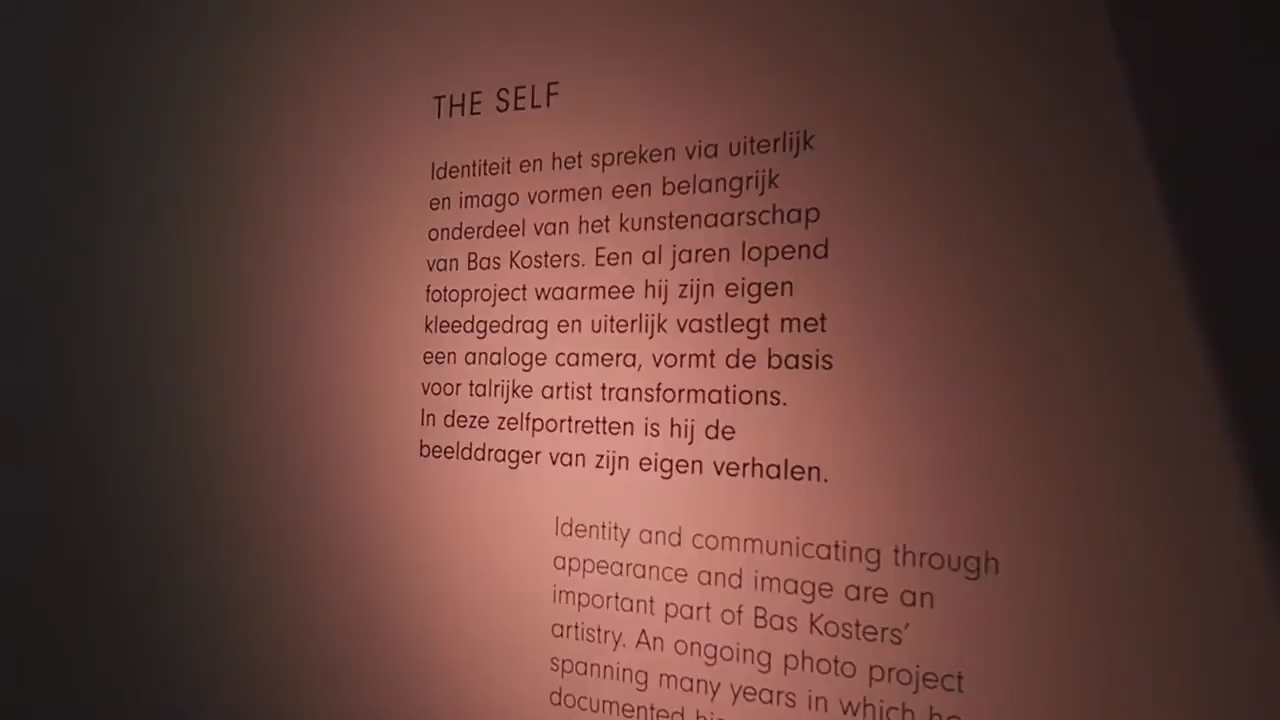 THE SELF
Identiteit en het spreken via uiterlijk
en imago vormen een belangrijk
onderdeel van het kunstenaarschap
van Bas Kosters. Een al jaren lopend
fotoproject waarmee hij zijn eigen
kleedgedrag en uiterlijk vastlegt met
een analoge camera, vormt de basis
voor talrijke artist transformations.
In deze zelfportretten is hij de
beelddrager van zijn eigen verhalen.
Identity and communicating through
appearance and image are an
important part of Bas Kosters’
artistry. An ongoing photo project
spanning many years in which he
documented